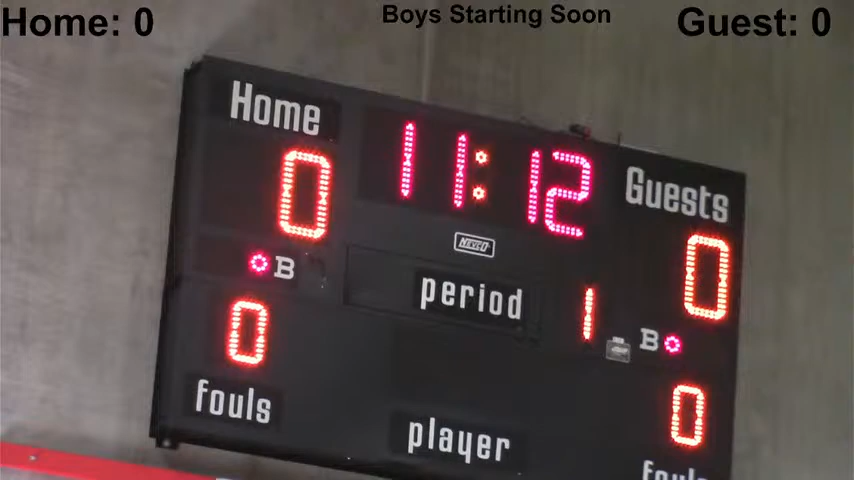 Home: 0
Boys Starting Soon
Guest: 0
Home
11:12
Guests
0
0
B
period
1
B
0
0
fouls
player
fouls